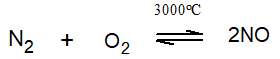 3000°C
N₂ + O₂ ⇌ 2NO